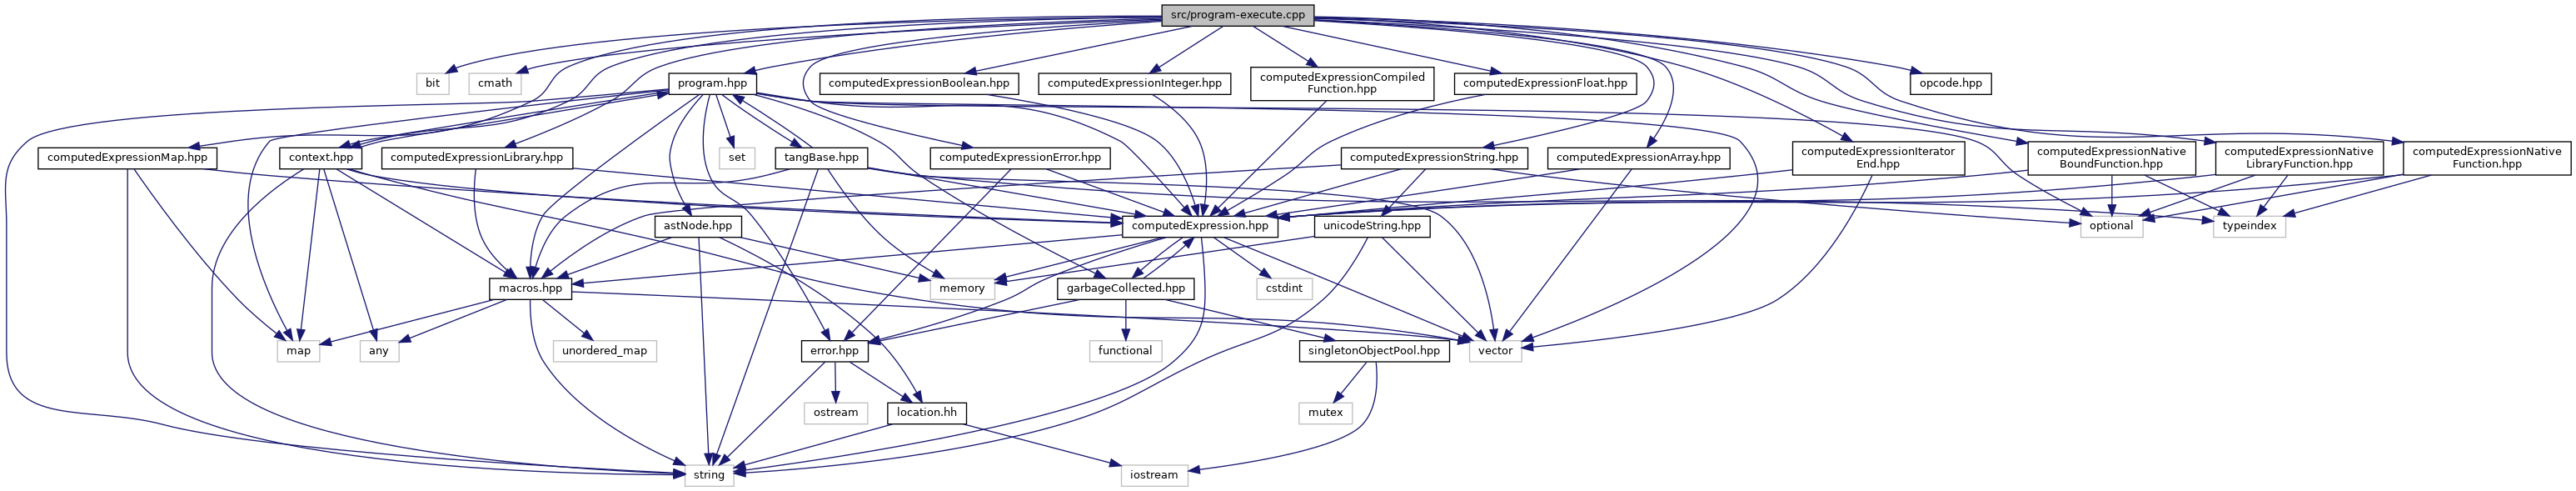 src/program-execute.cpp
bit
cmath
program.hpp
computedExpressionBoolean.hpp
computedExpressionInteger.hpp
computedExpressionCompiled
Function.hpp
computedExpressionFloat.hpp
opcode.hpp
computedExpressionMap.hpp
context.hpp
computedExpressionLibrary.hpp
set
tangBase.hpp
computedExpressionError.hpp
computedExpressionString.hpp
computedExpressionArray.hpp
computedExpressionIterator
End.hpp
computedExpressionNative
BoundFunction.hpp
computedExpressionNative
LibraryFunction.hpp
computedExpressionNative
Function.hpp
astNode.hpp
computedExpression.hpp
unicodeString.hpp
optional
typeindex
macros.hpp
memory
garbageCollected.hpp
cstdint
map
any
unordered_map
error.hpp
functional
singletonObjectPool.hpp
vector
ostream
location.hh
mutex
string
iostream